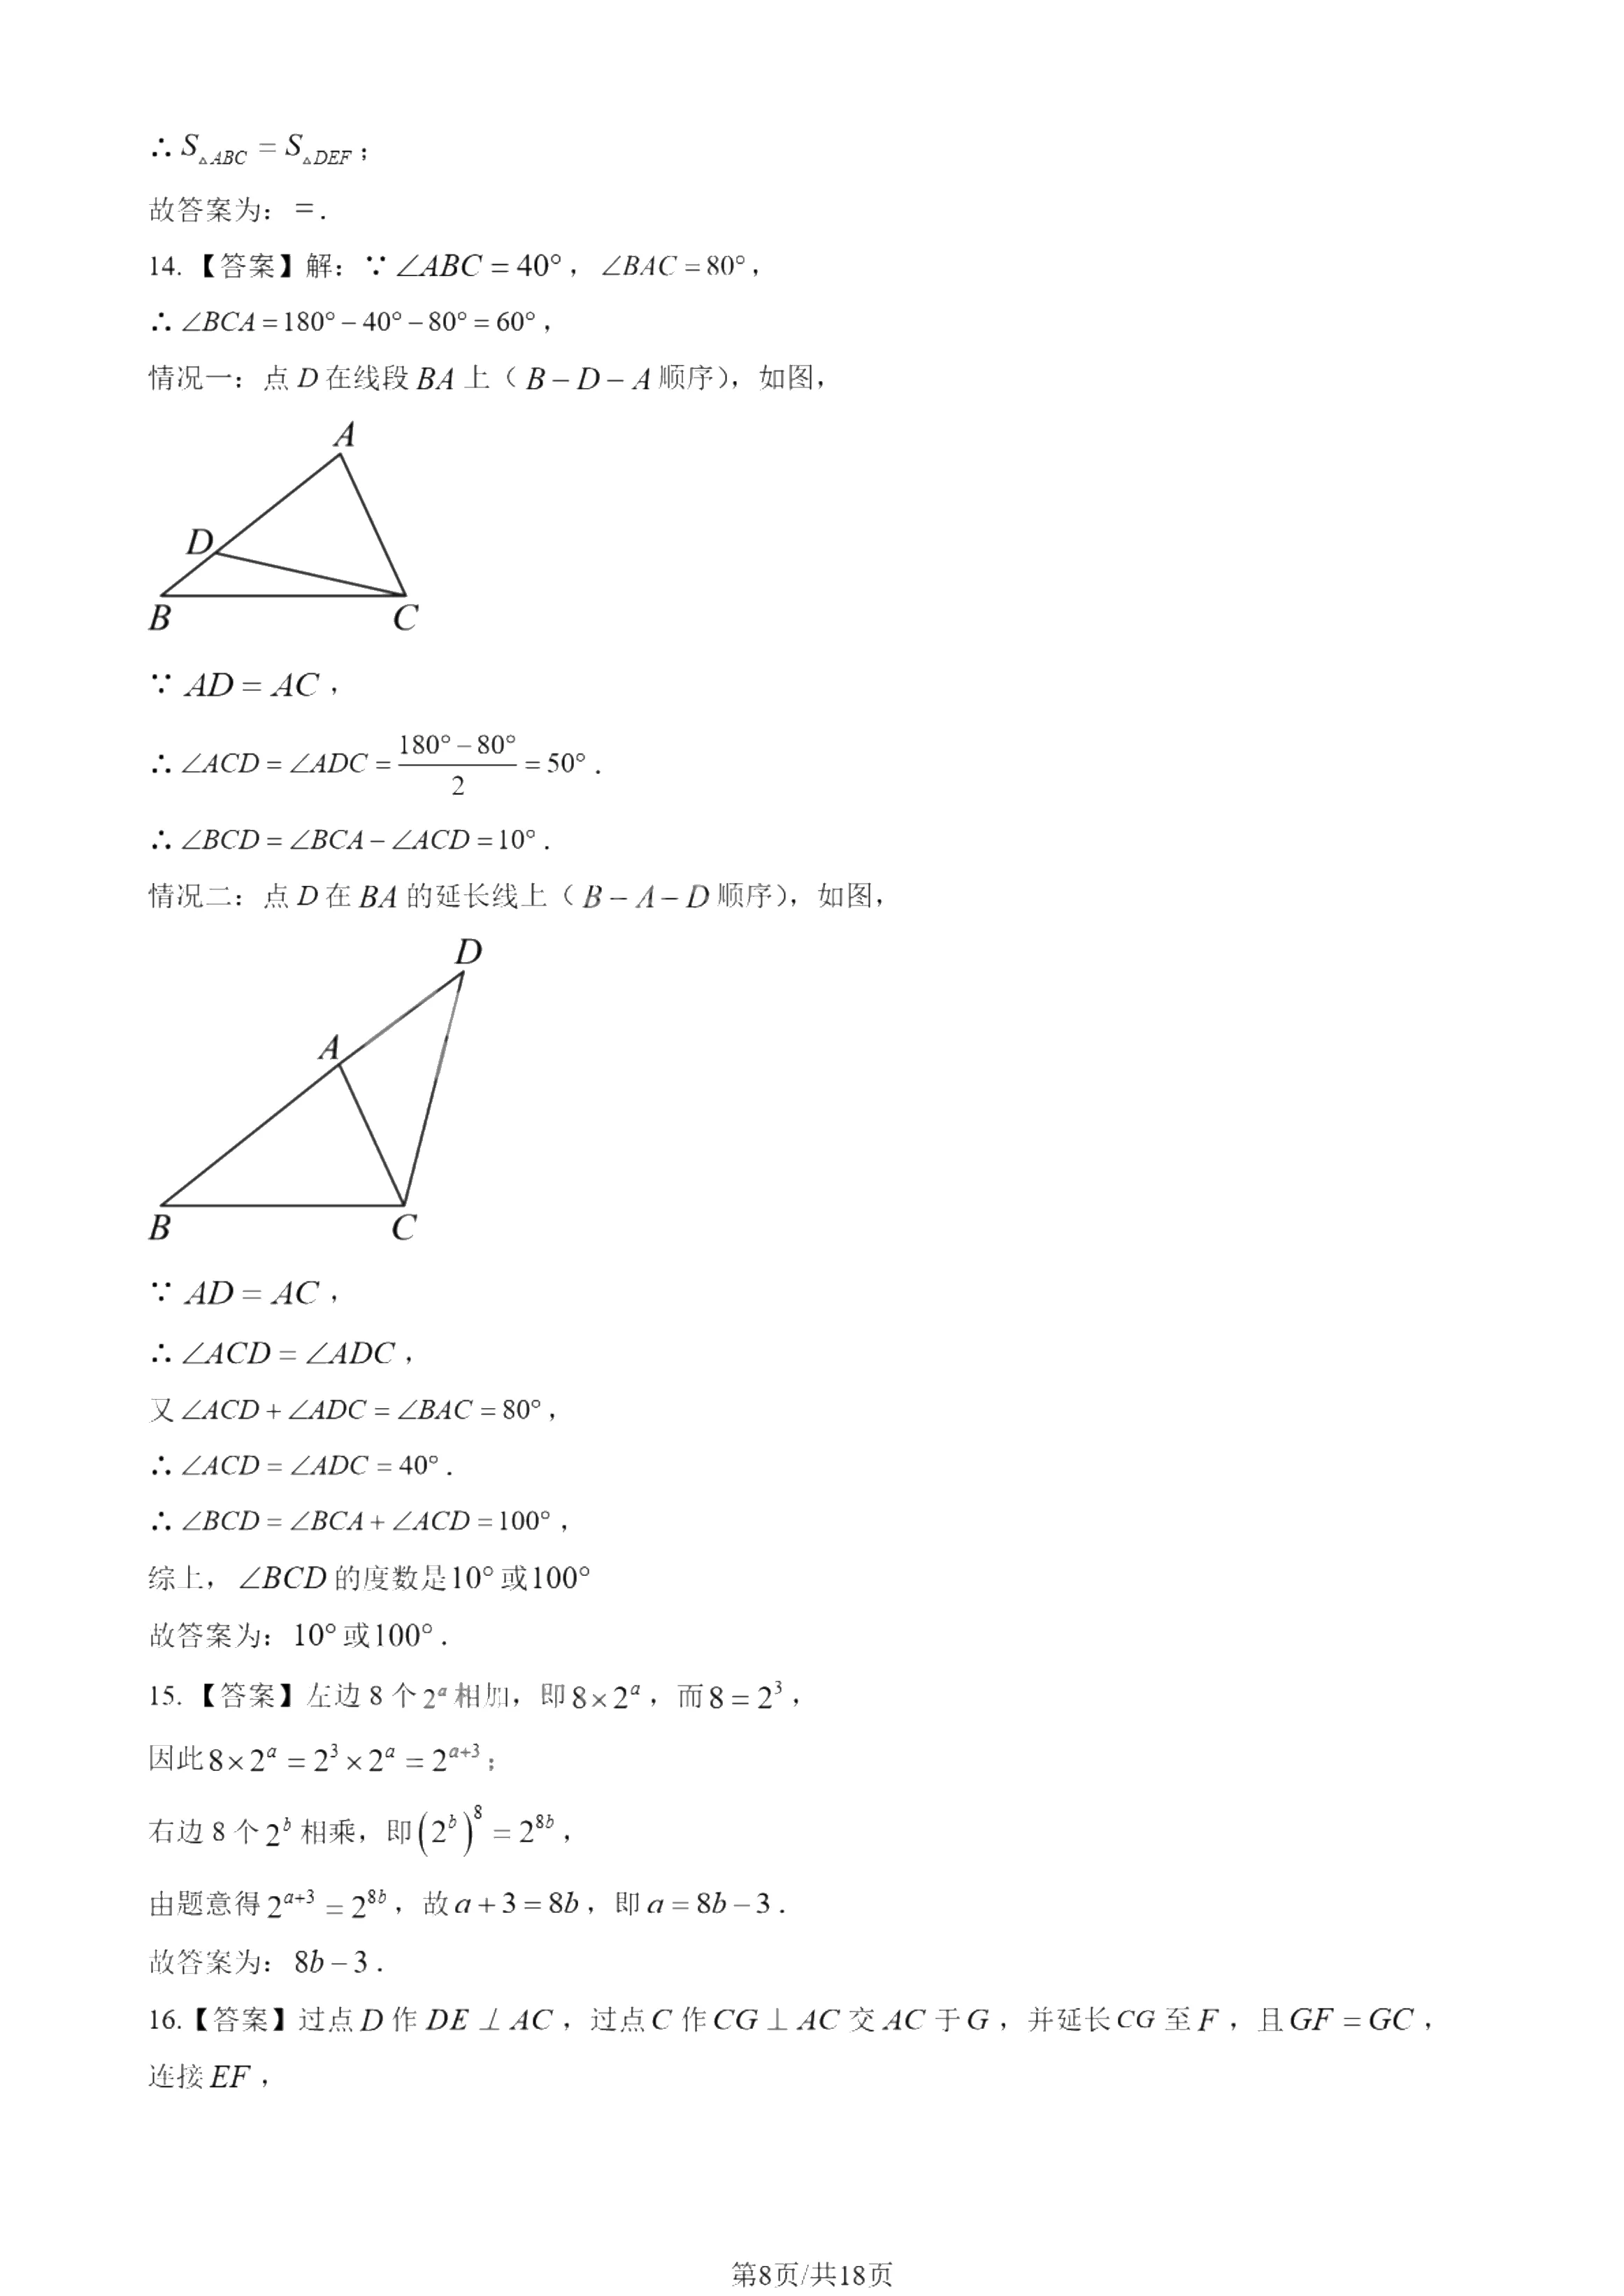 ∴ S△ABC = S△DEF；
故答案为：=．
14. 【答案】解：∵ ∠ABC = 40°，∠BAC = 80°，
∴ ∠BCA = 180° − 40° − 80° = 60°，
情况一：点 D 在线段 BA 上（B − D − A 顺序），如图，
A
D
B
C
∵ AD = AC，
∴ ∠ACD = ∠ADC = (180° − 80°)/2 = 50°．
∴ ∠BCD = ∠BCA − ∠ACD = 10°．
情况二：点 D 在 BA 的延长线上（B − A − D 顺序），如图，
D
A
B
C
∵ AD = AC，
∴ ∠ACD = ∠ADC，
又 ∠ACD + ∠ADC = ∠BAC = 80°，
∴ ∠ACD = ∠ADC = 40°．
∴ ∠BCD = ∠BCA + ∠ACD = 100°，
综上，∠BCD 的度数是10° 或100°
故答案为：10° 或100°．
15. 【答案】左边 8 个 2^a 相加，即 8×2^a，而 8 = 2^3，
因此 8×2^a = 2^3×2^a = 2^(a+3)；
右边 8 个 2^b 相乘，即 (2^b)^8 = 2^(8b)，
由题意得 2^(a+3) = 2^(8b)，故 a + 3 = 8b，即 a = 8b − 3．
故答案为：8b − 3．
16.【答案】过点 D 作 DE ⊥ AC，过点 C 作 CG ⊥ AC 交 AC 于 G，并延长 CG 至 F，且 GF = GC，
连接 EF，
第8页/共18页